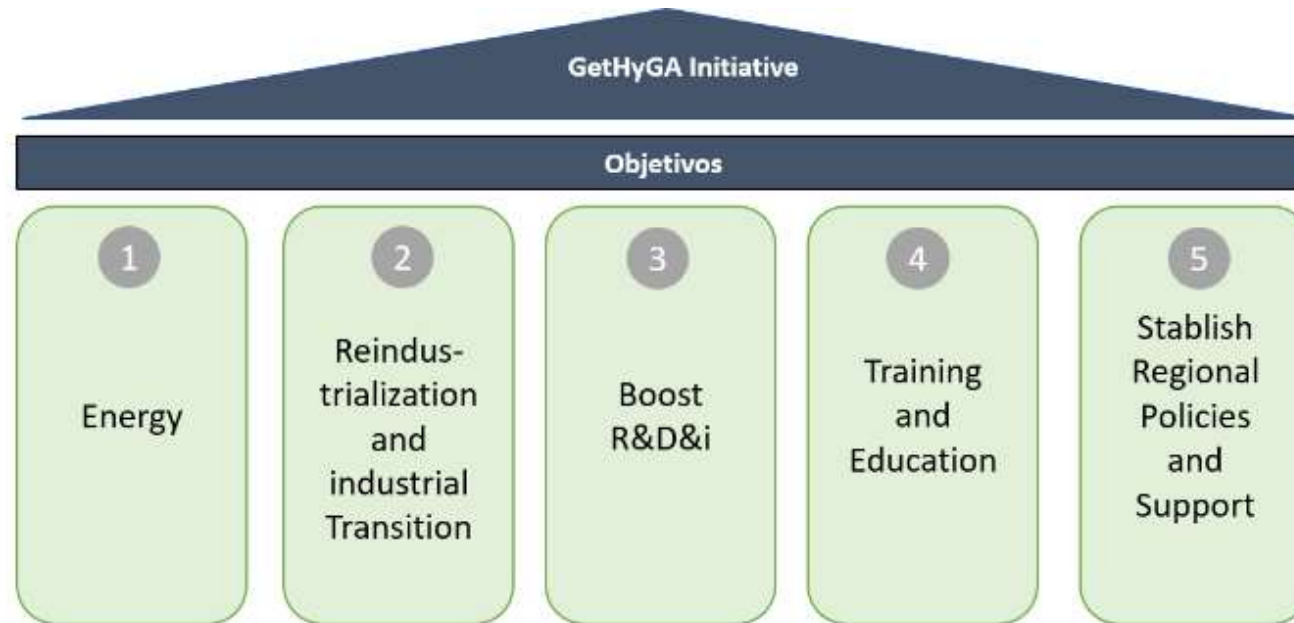 GetHyGA Initiative
Objetivos
1
Energy
2
Reindus-
trialization
and
industrial
Transition
3
Boost
R&D&i
4
Training
and
Education
5
Stablish
Regional
Policies
and
Support